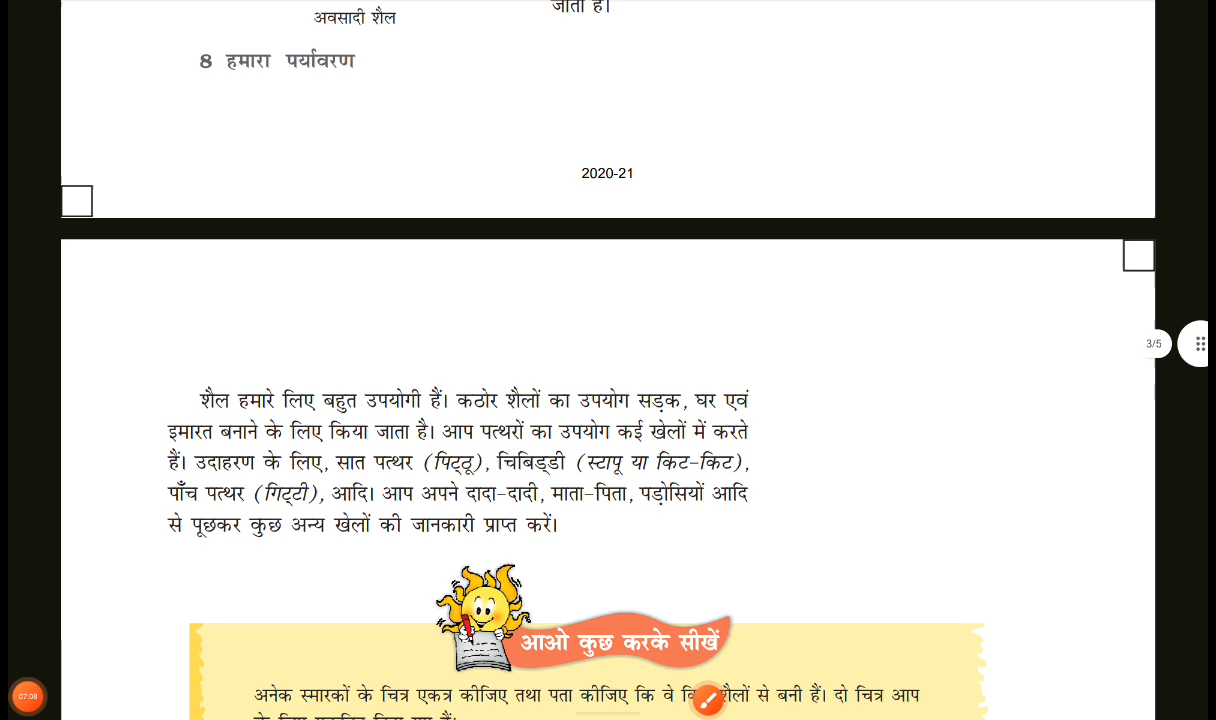 जाता है।
अवसादी शैल
8 हमारा पर्यावरण
2020-21
3/5
शैल हमारे लिए बहुत उपयोगी हैं। कठोर शैलों का उपयोग सड़क, घर एवं
इमारत बनाने के लिए किया जाता है। आप पत्थरों का उपयोग कई खेलों में करते
हैं। उदाहरण के लिए, सात पत्थर (पिट्ठू), चिबिड्डी (स्टापू या किट-किट),
पाँच पत्थर (गिट्टी), आदि। आप अपने दादा-दादी, माता-पिता, पड़ोसियों आदि
से पूछकर कुछ अन्य खेलों की जानकारी प्राप्त करें।
आओ कुछ करके सीखें
अनेक स्मारकों के चित्र एकत्र कीजिए तथा पता कीजिए कि वे शैलों से बनी हैं। दो चित्र आप
07:08